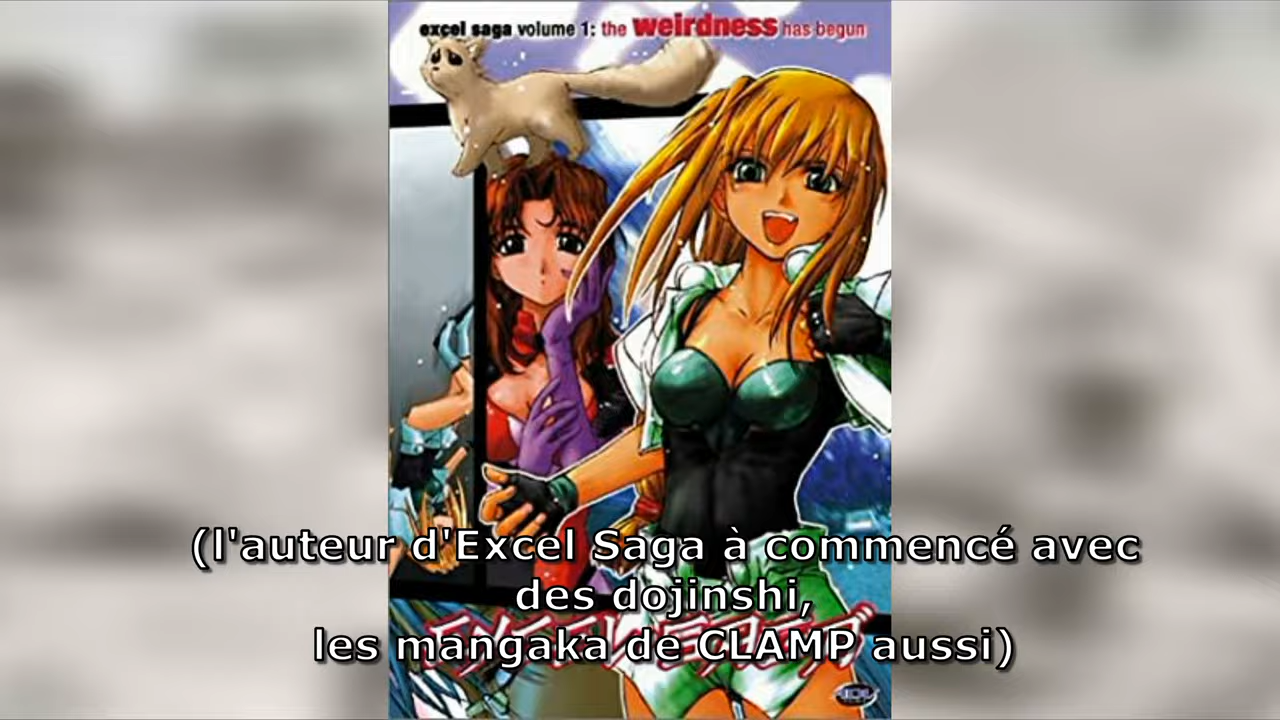 excel saga volume 1: the weirdness has begun
(l'auteur d'Excel Saga à commencé avec
des dojinshi,
les mangaka de CLAMP aussi)